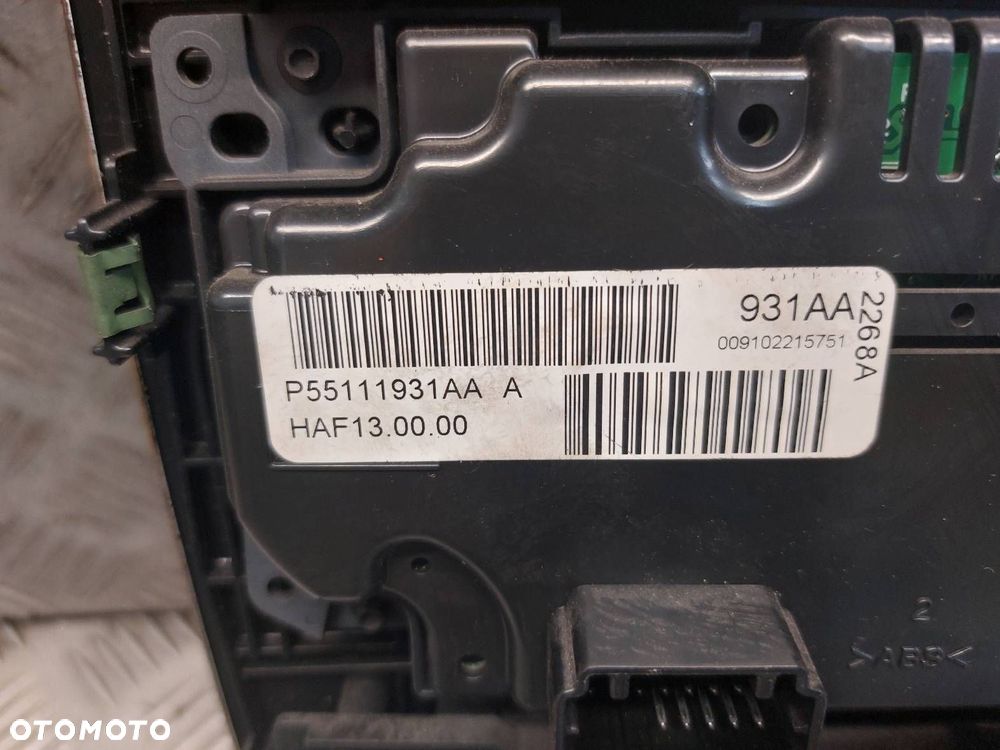 931AA
009102215751
2268A
P55111931AA A
HAF13.00.00
2
>ABS<
OTOMOTO